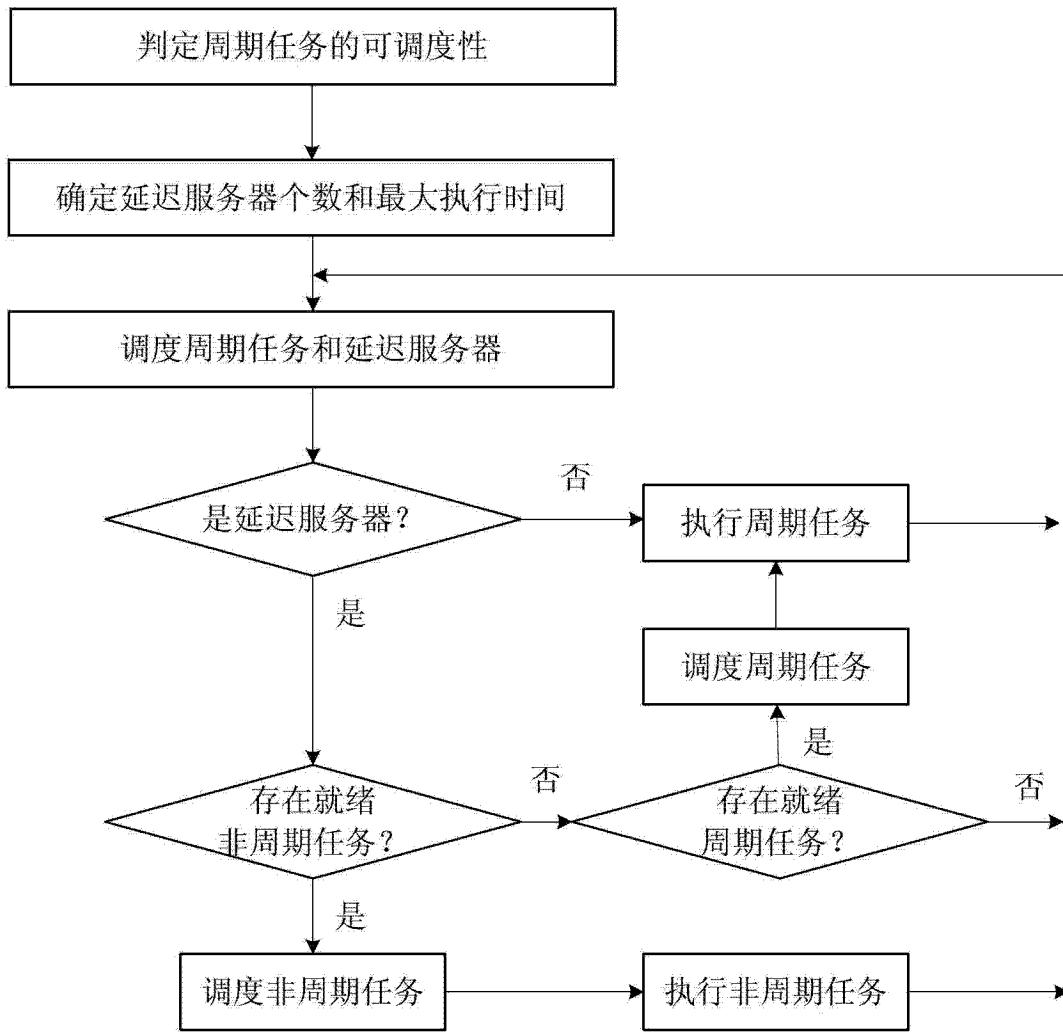 判定周期任务的可调度性
确定延迟服务器个数和最大执行时间
调度周期任务和延迟服务器
是延迟服务器？
否
执行周期任务
是
调度周期任务
是
存在就绪
非周期任务？
否
存在就绪
周期任务？
否
是
调度非周期任务
执行非周期任务